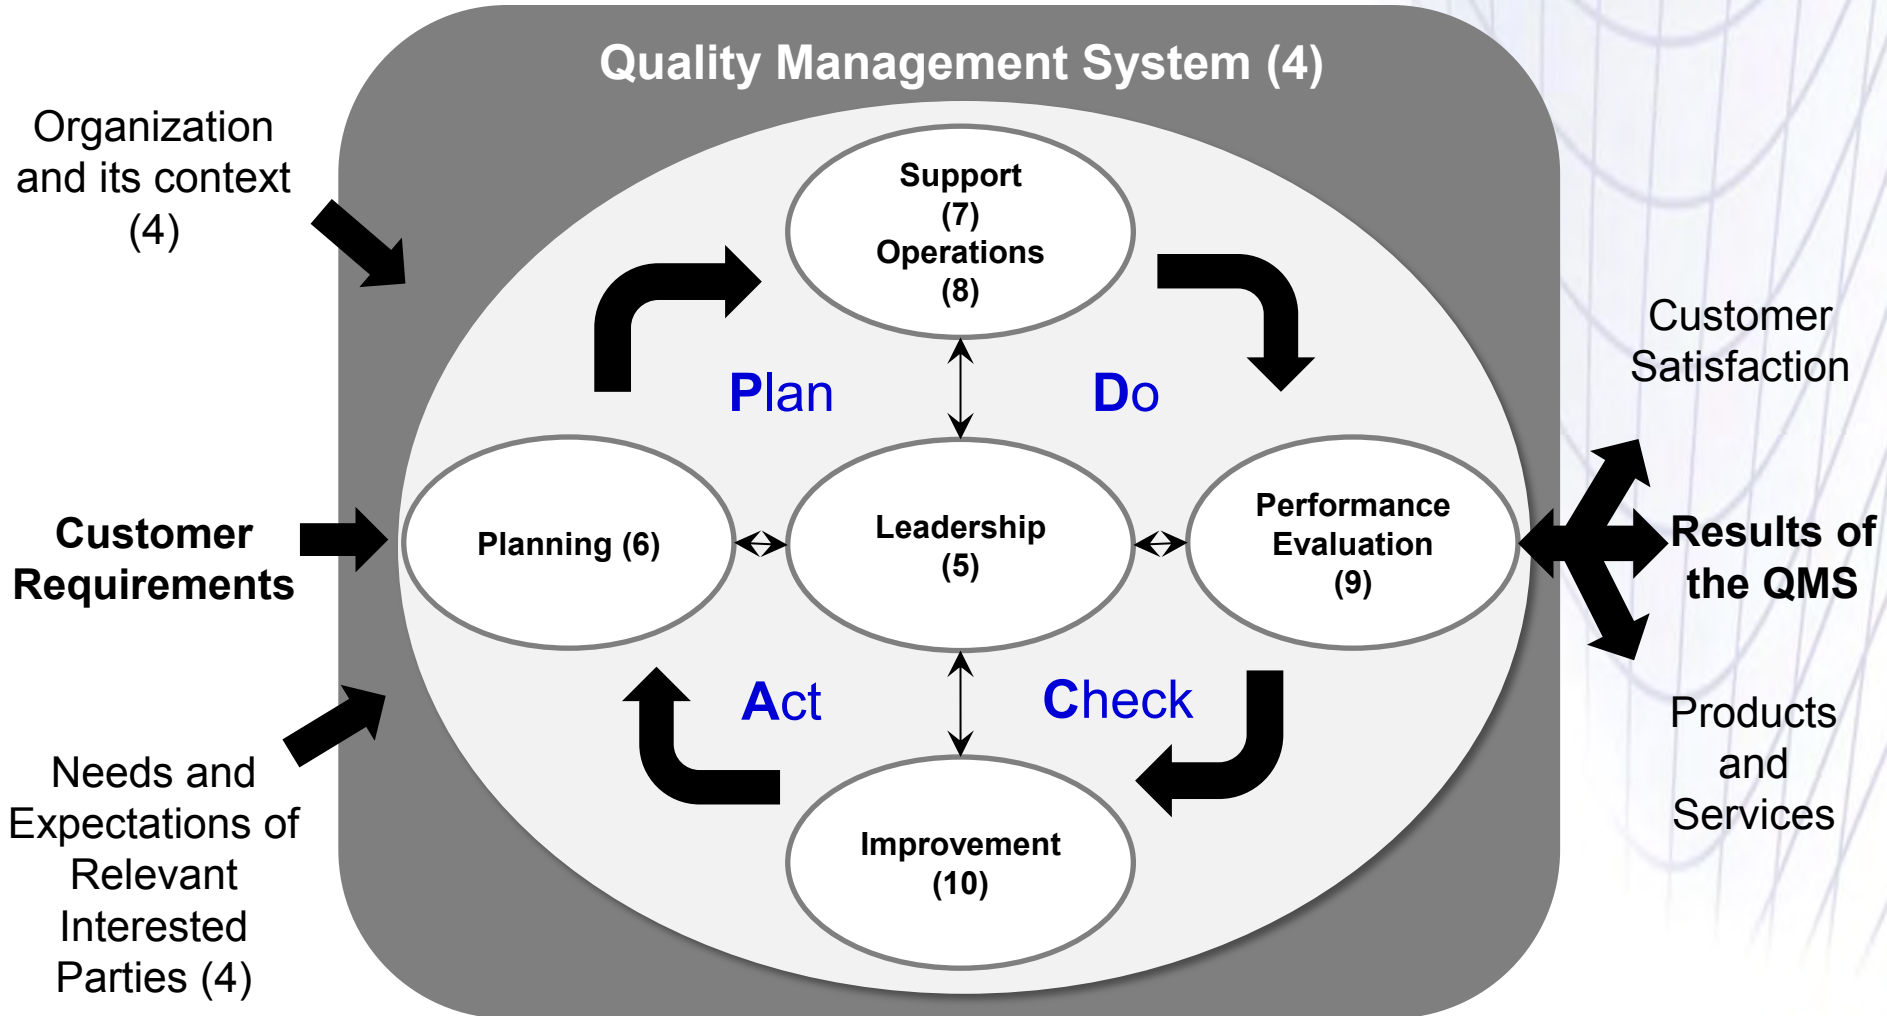 Quality Management System (4)
Organization
and its context
(4)
Customer
Requirements
Needs and
Expectations of
Relevant
Interested
Parties (4)
Support
(7)
Operations
(8)
Plan
Do
Planning (6)
Leadership
(5)
Performance
Evaluation
(9)
Act
Check
Improvement
(10)
Customer
Satisfaction
Results of
the QMS
Products
and
Services